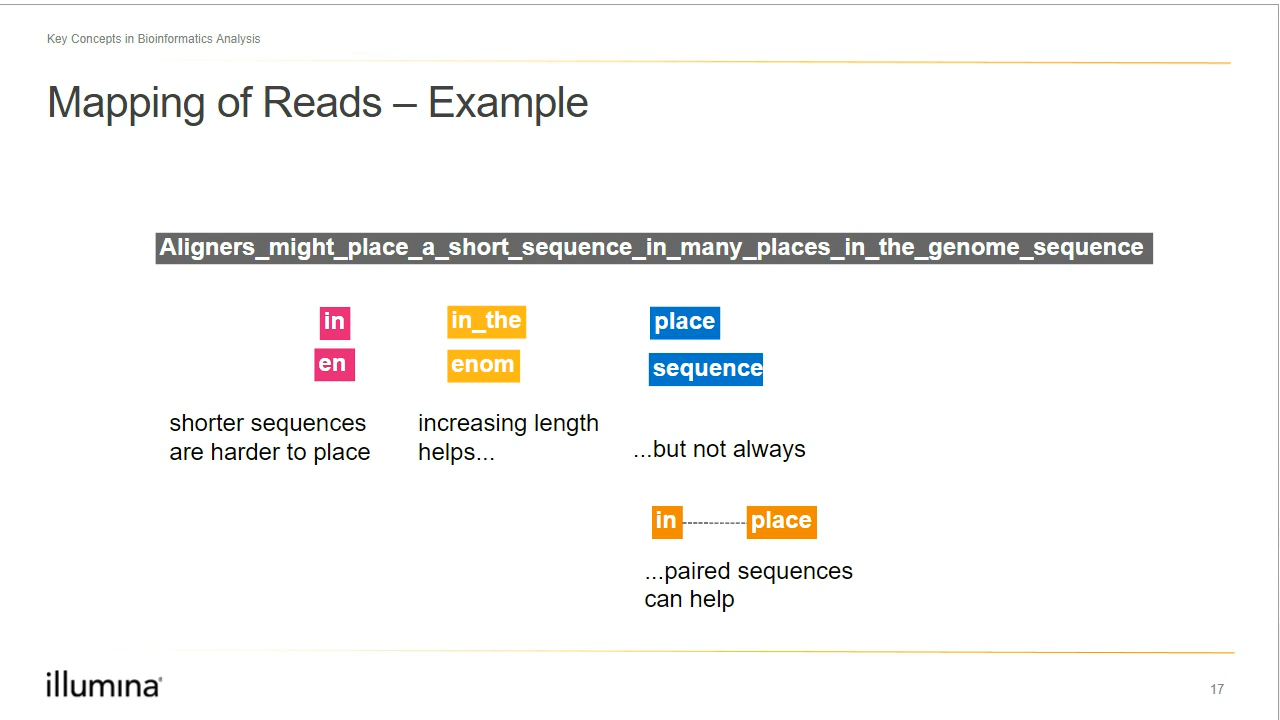 Key Concepts in Bioinformatics Analysis
Mapping of Reads – Example
Aligners_might_place_a_short_sequence_in_many_places_in_the_genome_sequence
in
en
shorter sequences
are harder to place
in_the
enom
increasing length
helps...
place
sequence
...but not always
in
place
...paired sequences
can help
illumina
17